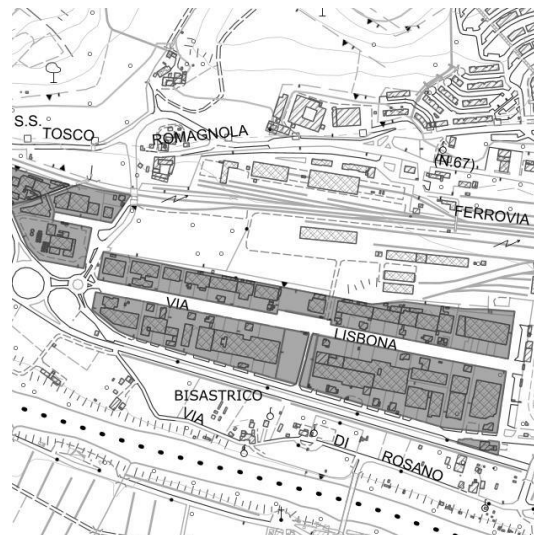 S.S. TOSCO ROMAGNOLA
(N.67)
FERROVIA
VIA LISBONA
BISASTRICO
VIA DI ROSANO